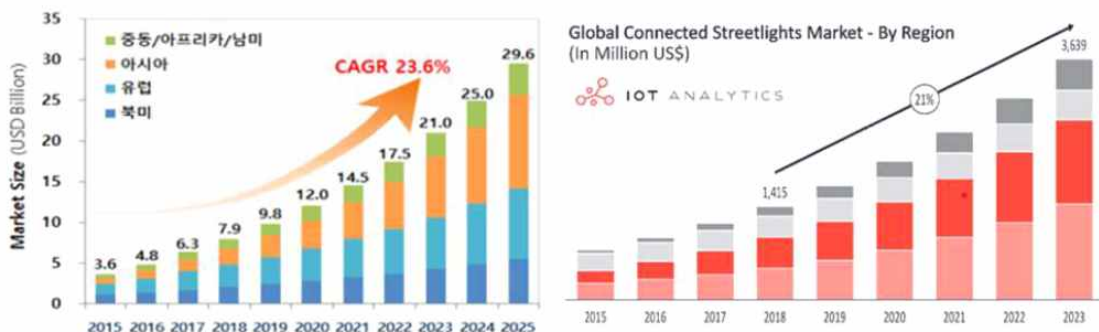 35
30
25
20
15
10
5
0
Market Size (USD Billion)
중동/아프리카/남미
아시아
유럽
북미
CAGR 23.6%
3.6
4.8
6.3
7.9
9.8
12.0
14.5
17.5
21.0
25.0
29.6
2015 2016 2017 2018 2019 2020 2021 2022 2023 2024 2025
Global Connected Streetlights Market - By Region
(In Million US$)
IOT ANALYTICS
21%
1,415
3,639
2015 2016 2017 2018 2019 2020 2021 2022 2023